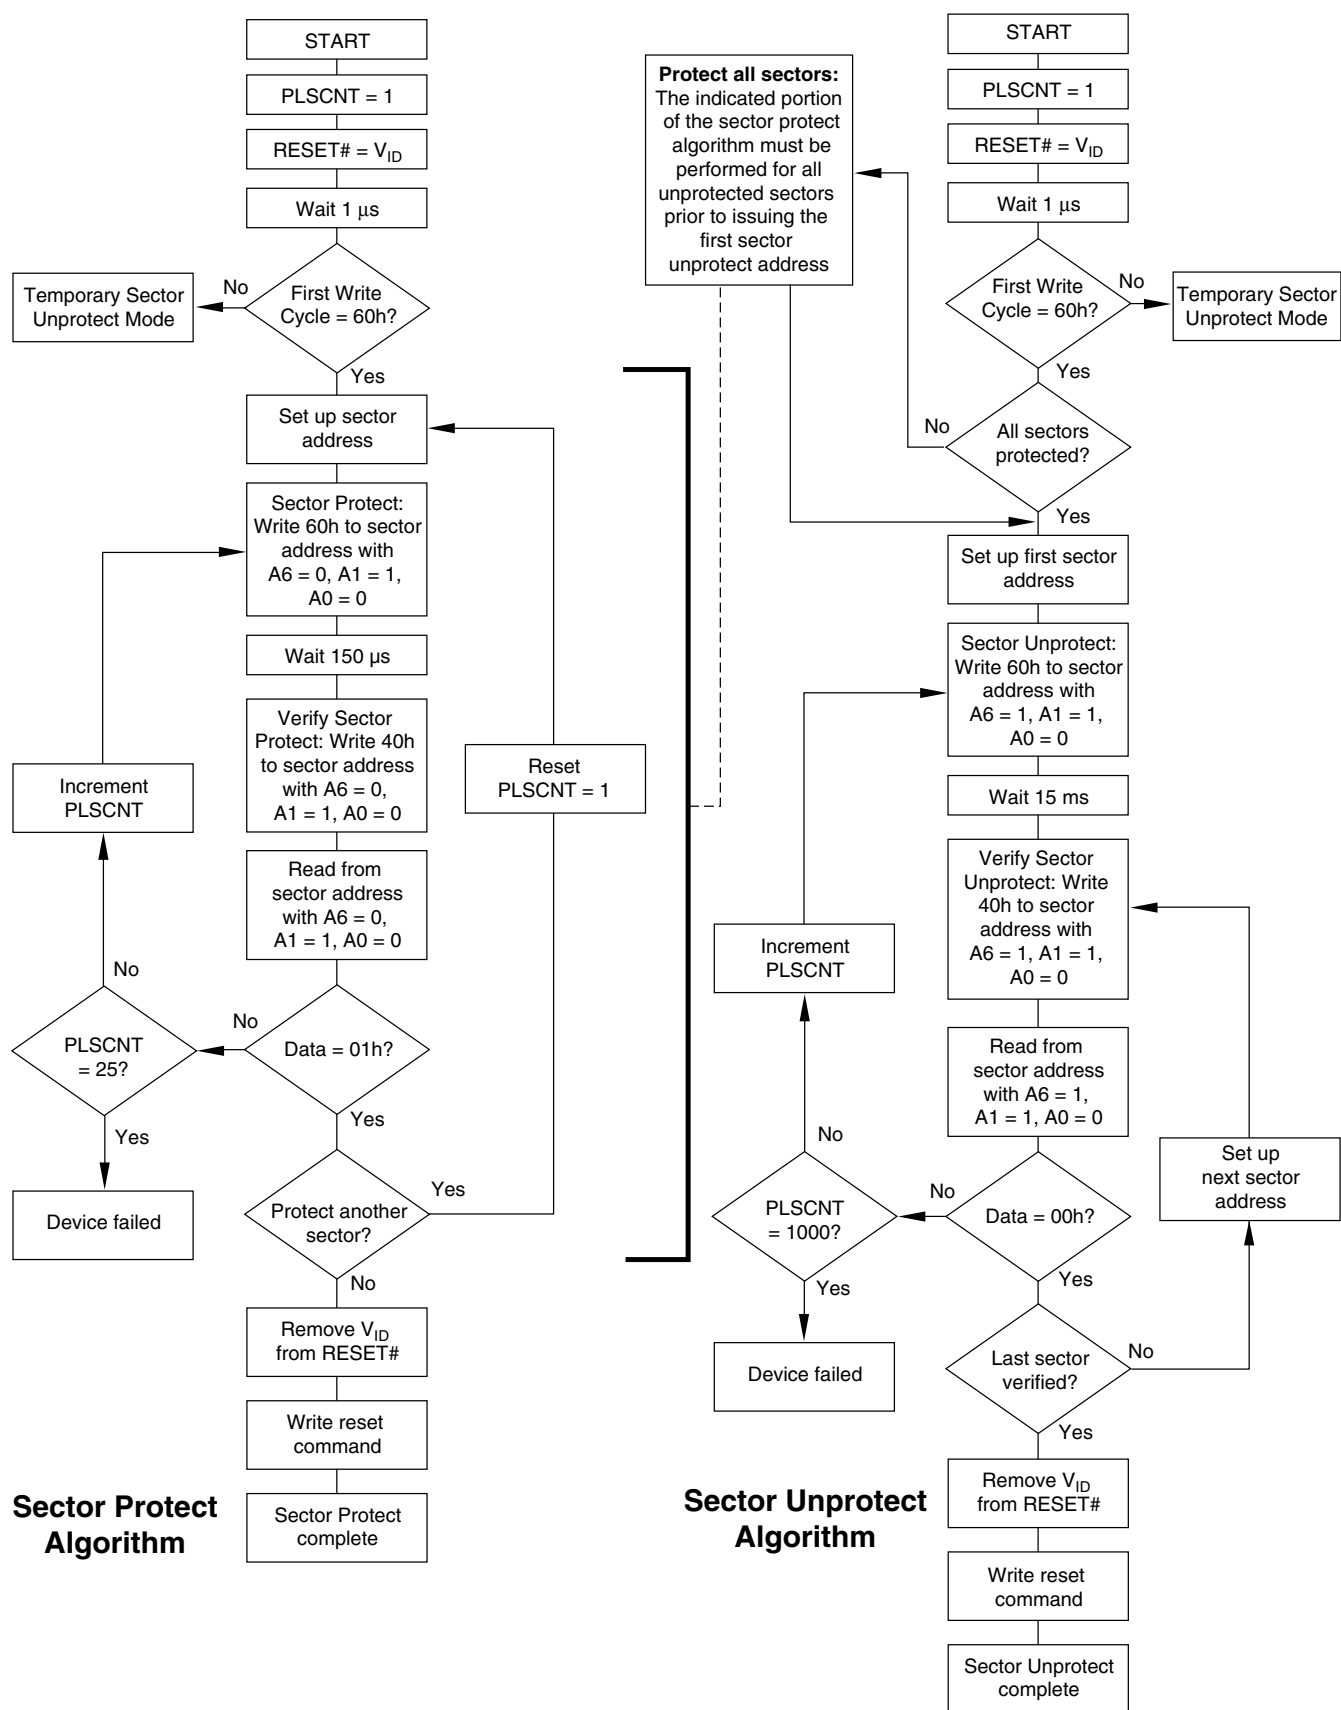 START
PLSCNT = 1
RESET# = VID
Wait 1 μs
First Write
Cycle = 60h?
No
Temporary Sector
Unprotect Mode
Yes
Set up sector
address
Sector Protect:
Write 60h to sector
address with
A6 = 0, A1 = 1,
A0 = 0
Wait 150 µs
Verify Sector
Protect: Write 40h
to sector address
with A6 = 0,
A1 = 1, A0 = 0
Reset
PLSCNT = 1
Increment
PLSCNT
Read from
sector address
with A6 = 0,
A1 = 1, A0 = 0
No
PLSCNT
= 25?
No
Data = 01h?
Yes
Yes
Device failed
Protect another
sector?
Yes
No
Remove VID
from RESET#
Write reset
command
Sector Protect
complete
Sector Protect
Algorithm
Protect all sectors:
The indicated portion
of the sector protect
algorithm must be
performed for all
unprotected sectors
prior to issuing the
first sector
unprotect address
START
PLSCNT = 1
RESET# = VID
Wait 1 μs
First Write
Cycle = 60h?
No
Temporary Sector
Unprotect Mode
Yes
No
All sectors
protected?
Yes
Set up first sector
address
Sector Unprotect:
Write 60h to sector
address with
A6 = 1, A1 = 1,
A0 = 0
Wait 15 ms
Verify Sector
Unprotect: Write
40h to sector
address with
A6 = 1, A1 = 1,
A0 = 0
Increment
PLSCNT
Read from
sector address
with A6 = 1,
A1 = 1, A0 = 0
No
Set up
next sector
address
PLSCNT
= 1000?
No
Data = 00h?
Yes
Yes
Device failed
Last sector
verified?
No
Yes
Remove VID
from RESET#
Write reset
command
Sector Unprotect
complete
Sector Unprotect
Algorithm